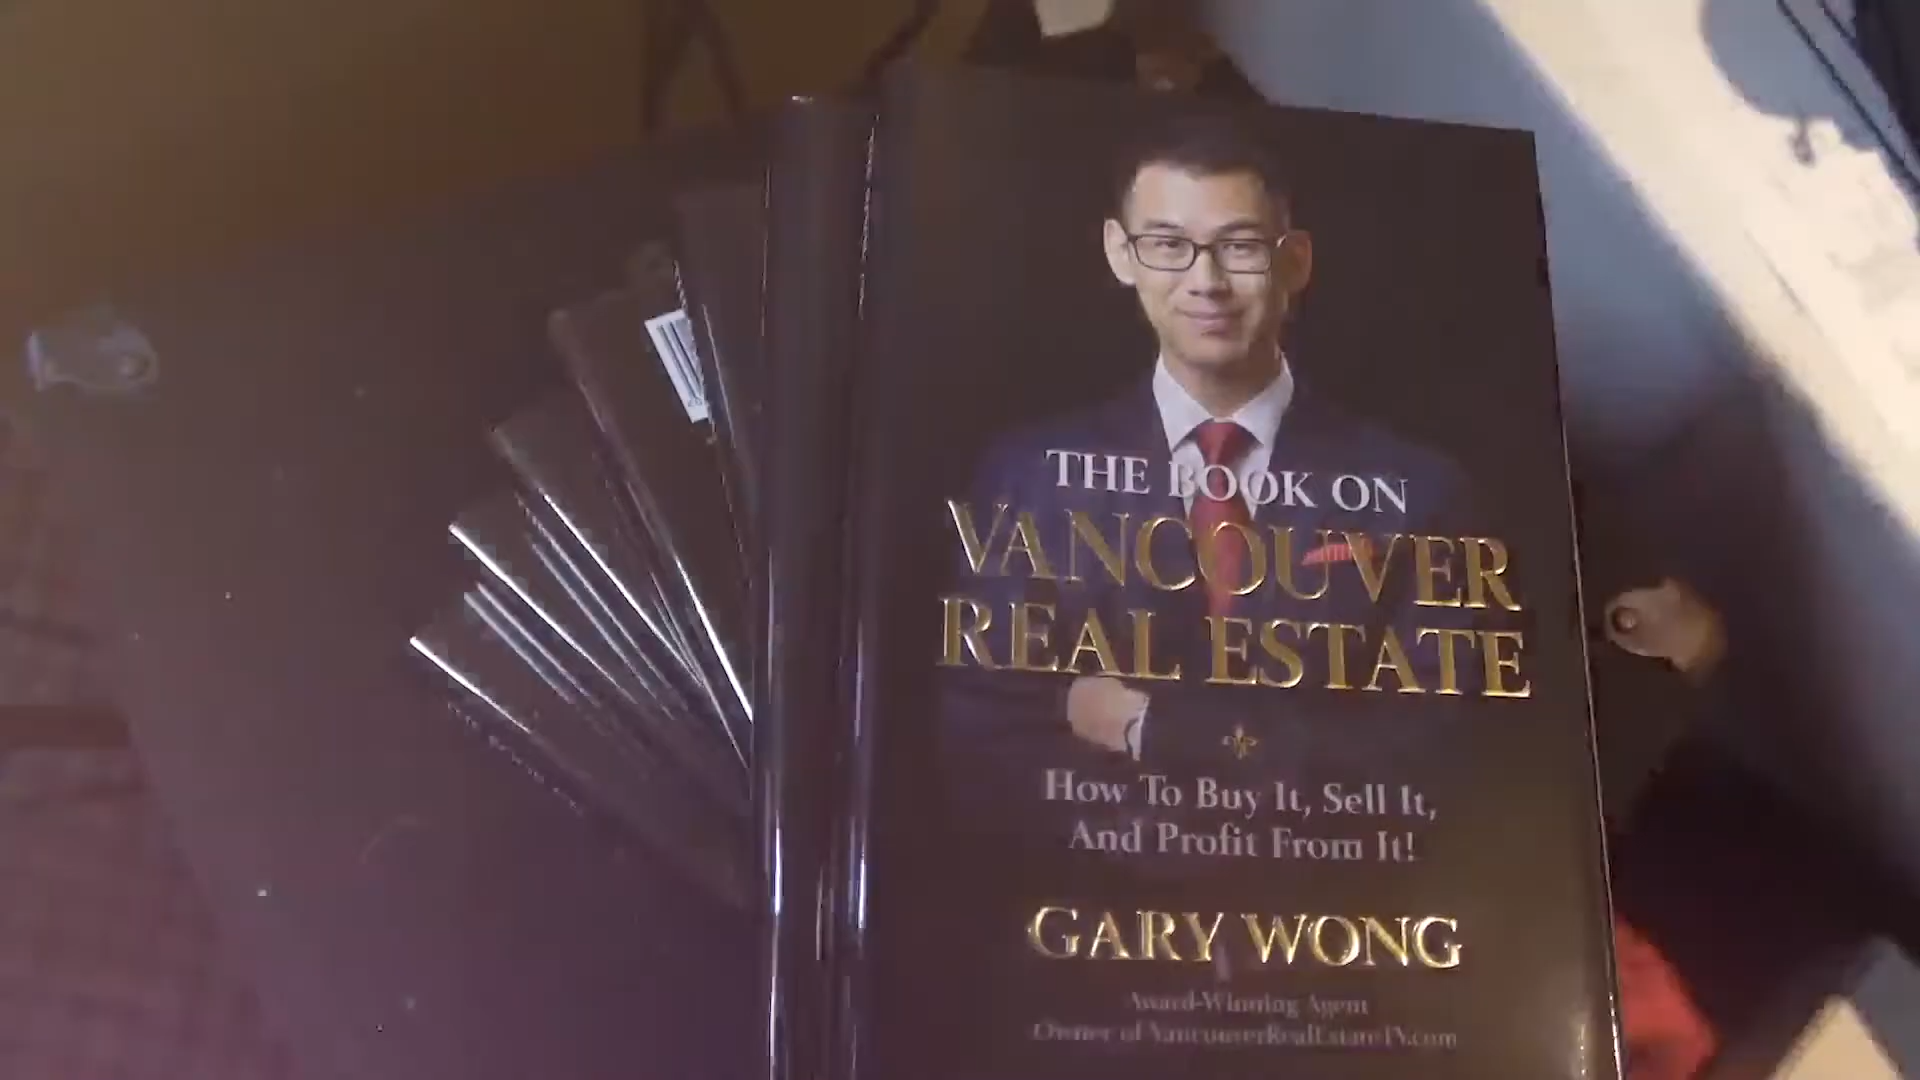 THE BOOK ON
VANCOUVER
REAL ESTATE
How To Buy It, Sell It,
And Profit From It!
GARY WONG
Award-Winning Agent
Owner of VancouverRealEstateTV.com